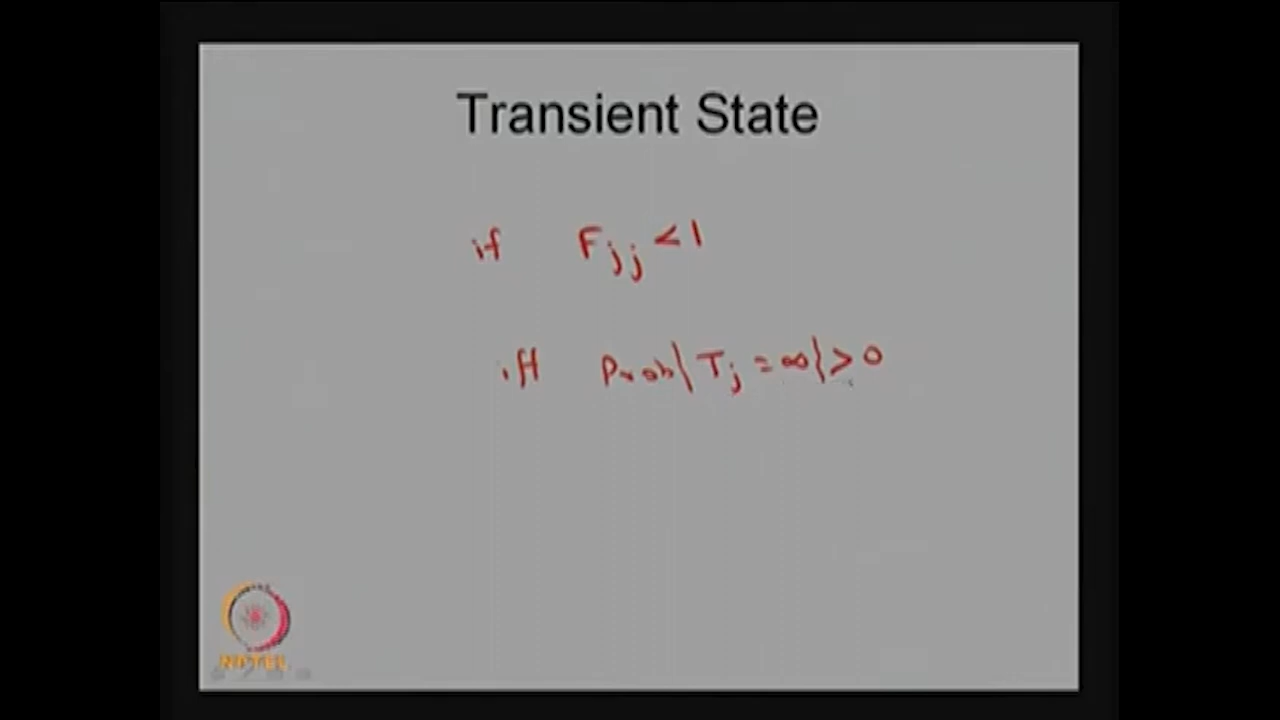 Transient State
if F_jj < 1
iff Prob{T_j = ∞} > 0
NPTEL